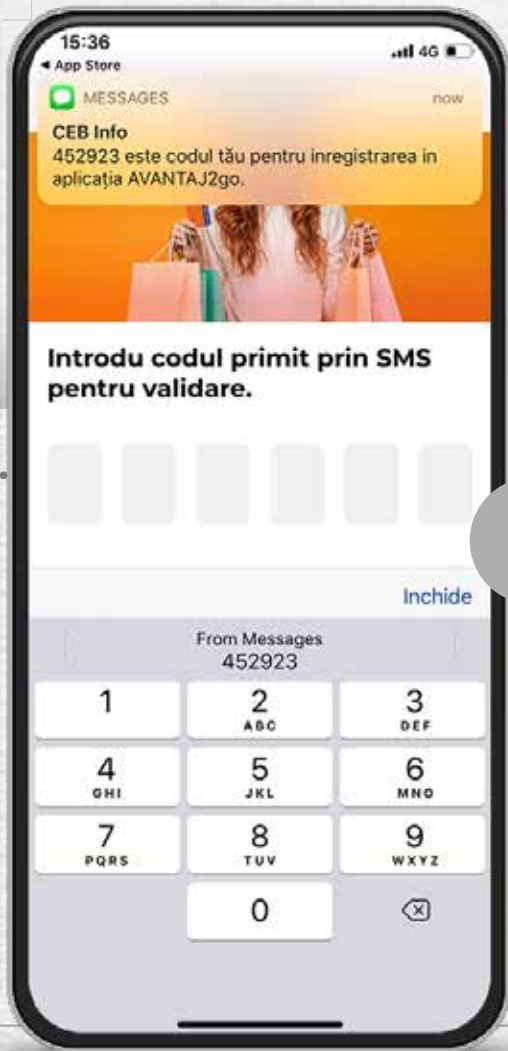 15:36
4G
◀ App Store
MESSAGES
now
CEB Info
452923 este codul tău pentru inregistrarea in
aplicația AVANTAJ2go.
Introdu codul primit prin SMS
pentru validare.
Inchide
From Messages
452923
1
2
3
ABC
DEF
4
5
6
GHI
JKL
MNO
7
8
9
PQRS
TUV
WXYZ
0